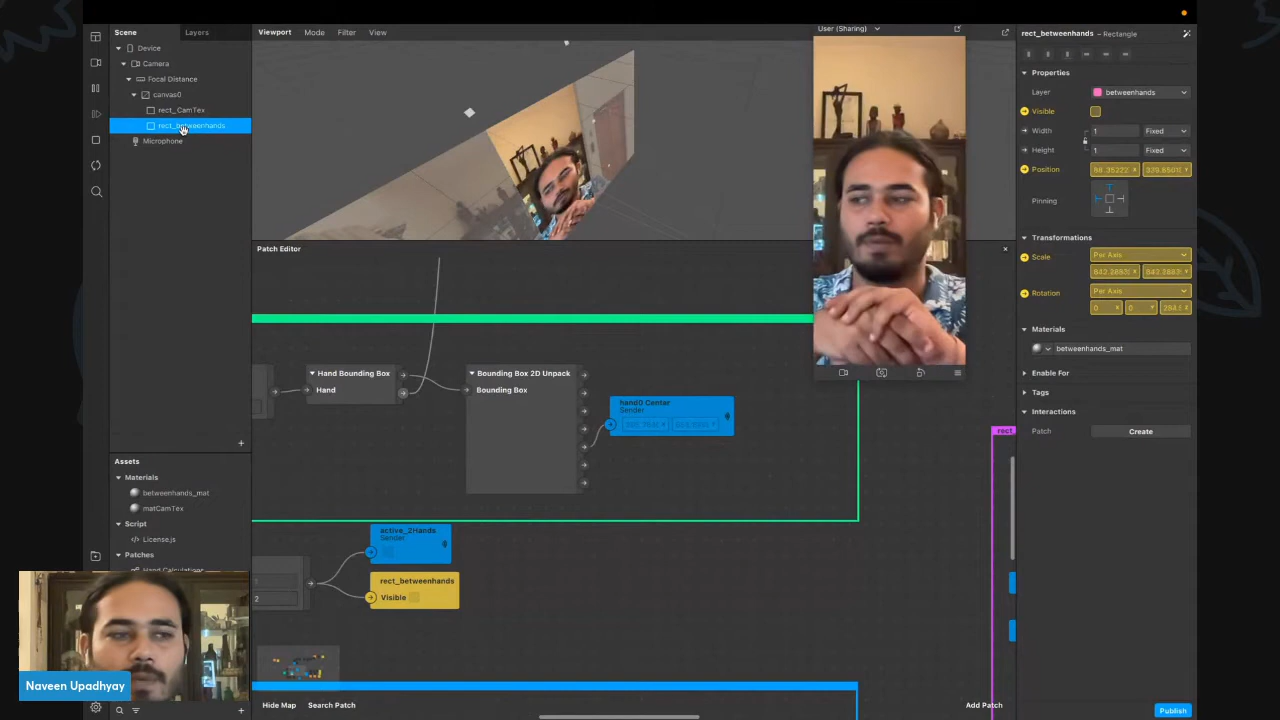 Scene
Layers
Device
Camera
Focal Distance
canvas0
rect_CamTex
rect_betweenhands
Microphone
Assets
Materials
betweenhands_mat
matCamTex
Script
License.js
Patches
Hand Calculations
Viewport
Mode
Filter
View
Patch Editor
Hand Bounding Box
Hand
Bounding Box 2D Unpack
Bounding Box
hand0 Center
Sender
active_2Hands
Sender
rect_betweenhands
Visible
2
rect
Hide Map
Search Patch
Add Patch
User (Sharing)
rect_betweenhands – Rectangle
Properties
Layer
betweenhands
Visible
Width
1
Fixed
Height
1
Fixed
Position
Pinning
Transformations
Scale
Per Axis
Rotation
Per Axis
0
0
Materials
betweenhands_mat
Enable For
Tags
Interactions
Patch
Create
Publish
Naveen Upadhyay